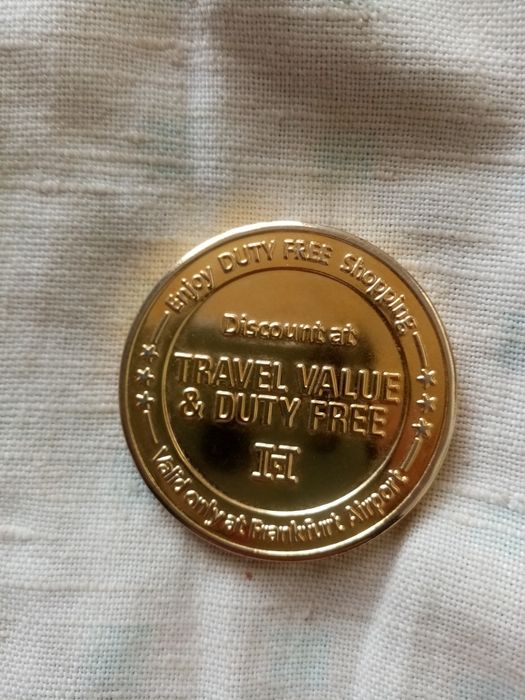 Enjoy DUTY FREE Shopping
Discount at
TRAVEL VALUE
& DUTY FREE
H
Valid only at Frankfurt Airport